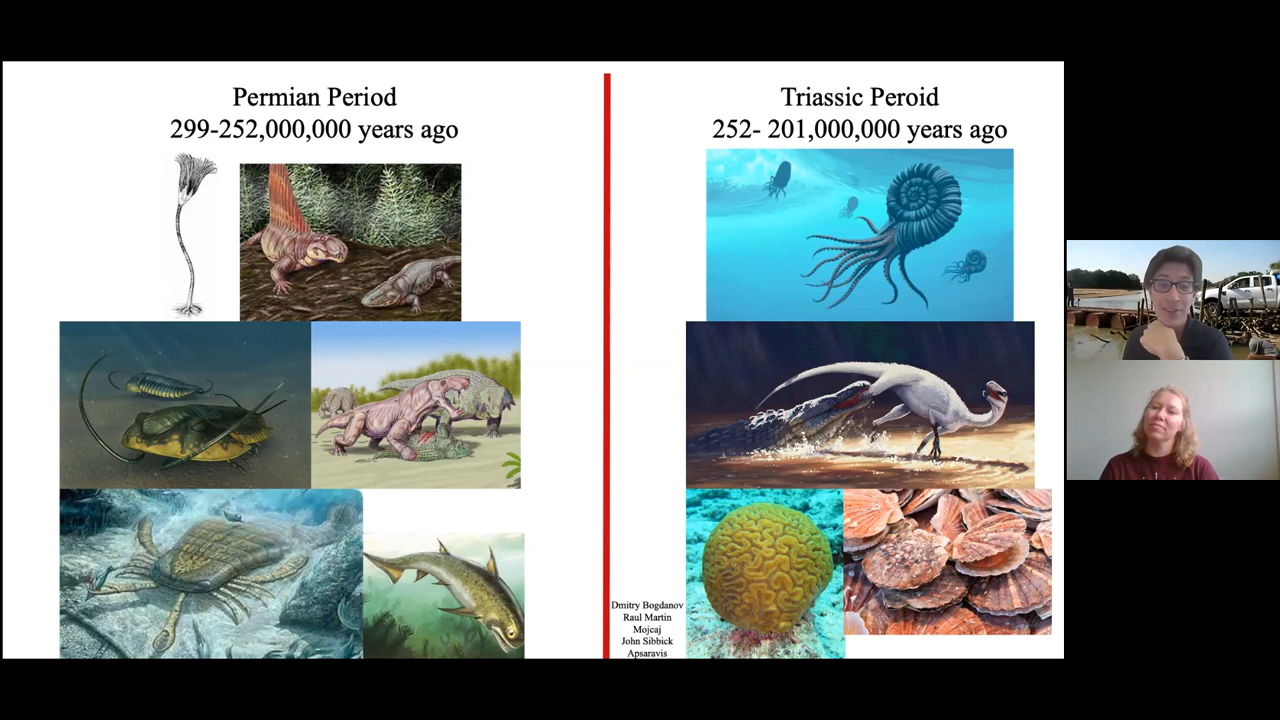 Permian Period
299-252,000,000 years ago
Triassic Peroid
252- 201,000,000 years ago
Dmitry Bogdanov
Raul Martin
Mojcaj
John Sibbick
Apsaravis